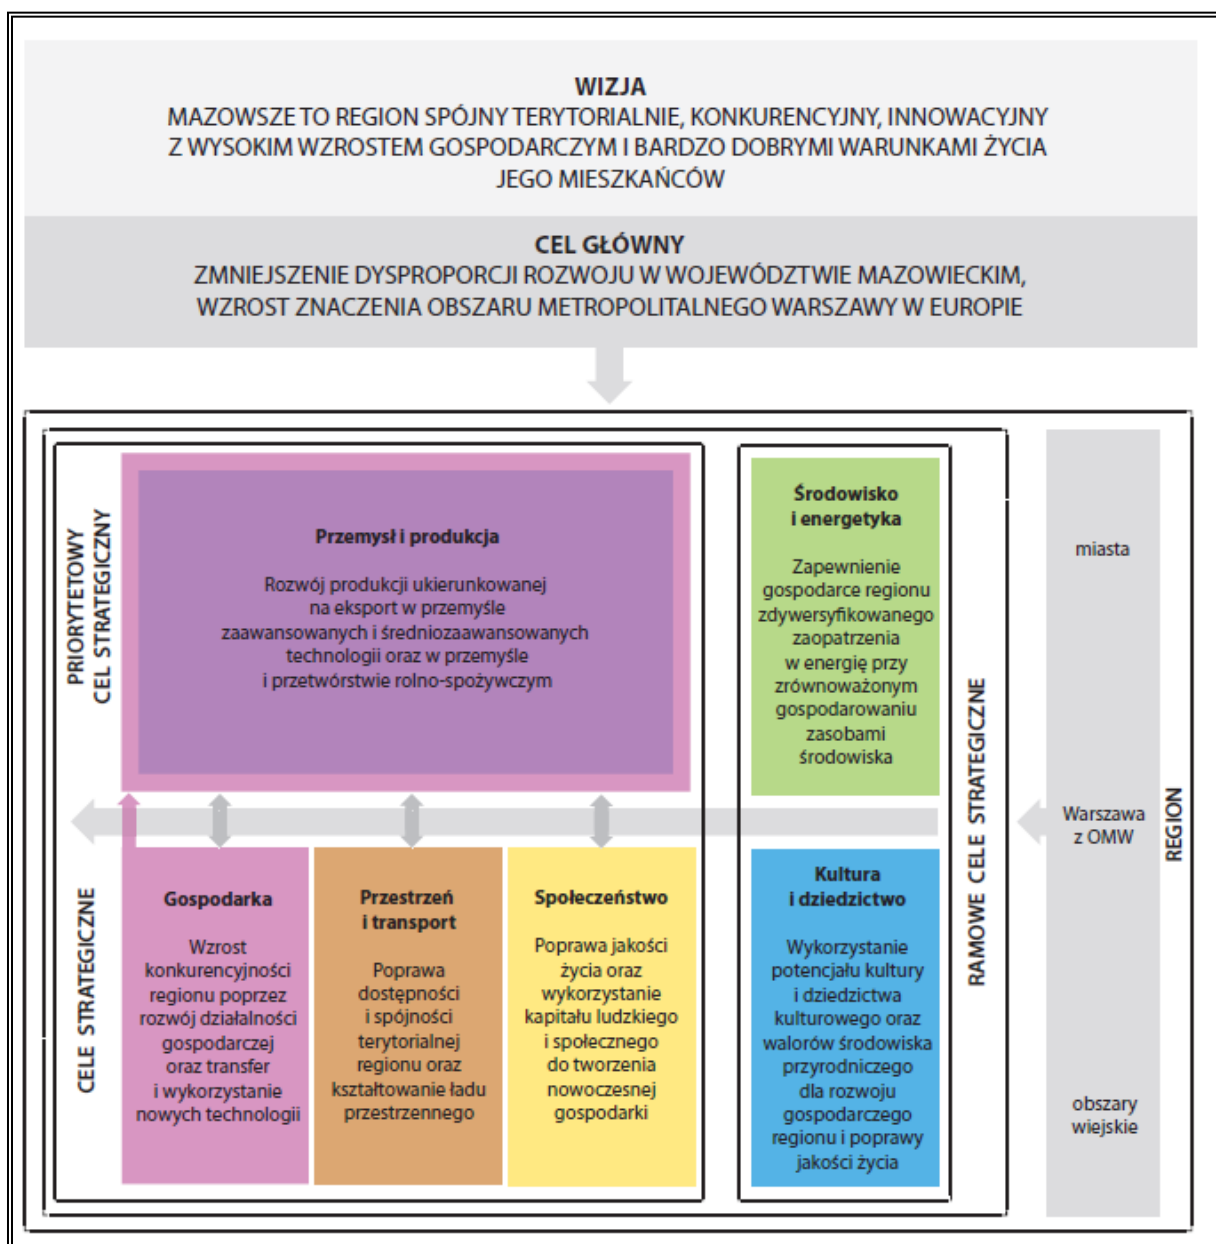 WIZJA
MAZOWSZE TO REGION SPÓJNY TERYTORIALNIE, KONKURENCYJNY, INNOWACYJNY
Z WYSOKIM WZROSTEM GOSPODARCZYM I BARDZO DOBRYMI WARUNKAMI ŻYCIA
JEGO MIESZKAŃCÓW
CEL GŁÓWNY
ZMNIEJSZENIE DYSPROPORCJI ROZWOJU W WOJEWÓDZTWIE MAZOWIECKIM,
WZROST ZNACZENIA OBSZARU METROPOLITALNEGO WARSZAWY W EUROPIE
PRIORYTETOWY
CEL STRATEGICZNY
Przemysł i produkcja
Rozwój produkcji ukierunkowanej
na eksport w przemyśle
zaawansowanych i średniozaawansowanych
technologii oraz w przemyśle
i przetwórstwie rolno-spożywczym
Środowisko
i energetyka
Zapewnienie
gospodarce regionu
zdywersyfikowanego
zaopatrzenia
w energię przy
zrównoważonym
gospodarowaniu
zasobami
środowiska
CELE STRATEGICZNE
Gospodarka
Wzrost
konkurencyjności
regionu poprzez
rozwój działalności
gospodarczej
oraz transfer
i wykorzystanie
nowych technologii
Przestrzeń
i transport
Poprawa
dostępności
i spójności
terytorialnej
regionu oraz
kształtowanie ładu
przestrzennego
Społeczeństwo
Poprawa jakości
życia oraz
wykorzystanie
kapitału ludzkiego
i społecznego
do tworzenia
nowoczesnej
gospodarki
Kultura
i dziedzictwo
Wykorzystanie
potencjału kultury
i dziedzictwa
kulturowego oraz
walorów środowiska
przyrodniczego
dla rozwoju
gospodarczego
regionu i poprawy
jakości życia
RAMOWE CELE STRATEGICZNE
miasta
Warszawa
z OMW
obszary
wiejskie
REGION